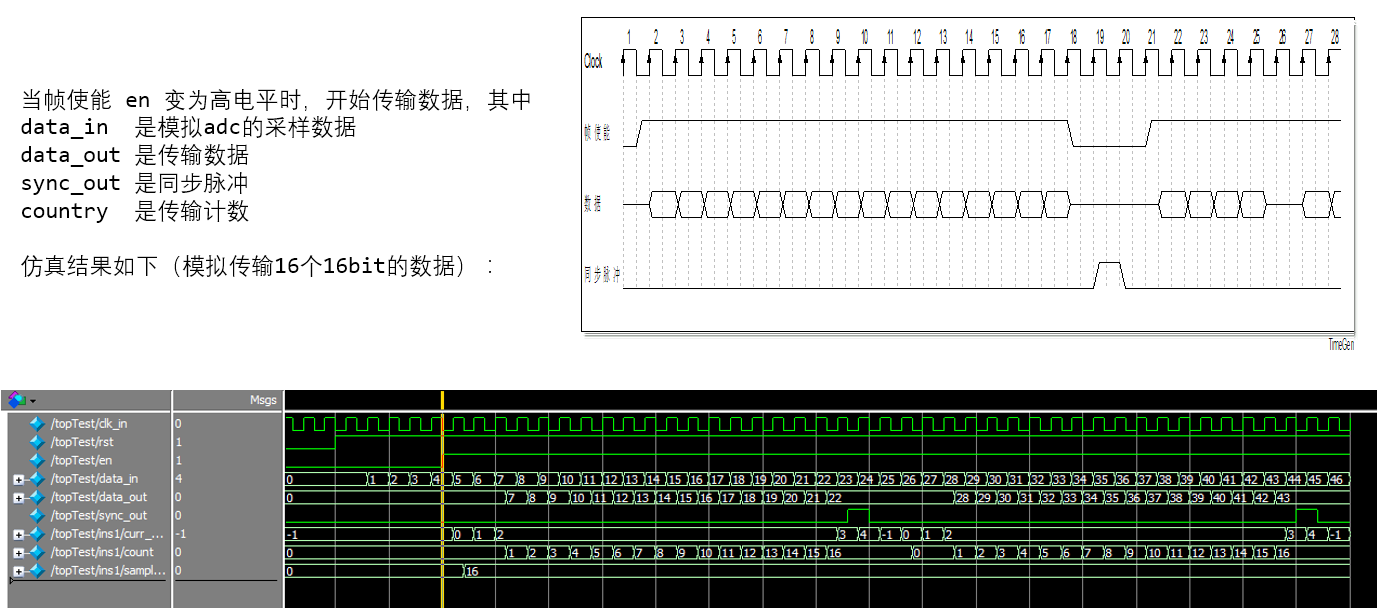 当帧使能 en 变为高电平时, 开始传输数据, 其中
data_in 是模拟adc的采样数据
data_out 是传输数据
sync_out 是同步脉冲
country 是传输计数
仿真结果如下（模拟传输16个16bit的数据）：
1 2 3 4 5 6 7 8 9 10 11 12 13 14 15 16 17 18 19 20 21 22 23 24 25 26 27 28
Clock
帧使能
数据
同步脉冲
TimeGen
Msgs
/topTest/clk_in 0
/topTest/rst 1
/topTest/en 1
/topTest/data_in 4 0 1 2 3 4 5 6 7 8 9 10 11 12 13 14 15 16 17 18 19 20 21 22 23 24 25 26 27 28 29 30 31 32 33 34 35 36 37 38 39 40 41 42 43 44 45 46
/topTest/data_out 0 0 7 8 9 10 11 12 13 14 15 16 17 18 19 20 21 22 28 29 30 31 32 33 34 35 36 37 38 39 40 41 42 43
/topTest/sync_out 0
/topTest/ins1/curr_... -1 -1 0 1 2 3 4 -1 0 1 2 3 4 -1
/topTest/ins1/count 0 0 1 2 3 4 5 6 7 8 9 10 11 12 13 14 15 16 0 1 2 3 4 5 6 7 8 9 10 11 12 13 14 15 16
/topTest/ins1/sampl... 0 0 16